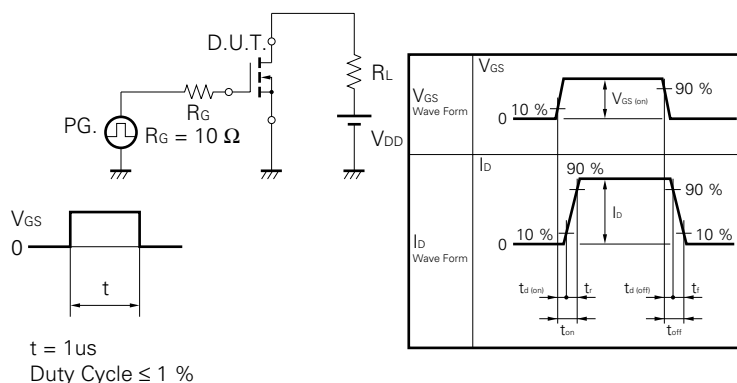 D.U.T.
RL
RG
PG.
RG = 10 Ω
VDD
VGS
0
t
t = 1us
Duty Cycle ≤ 1 %
VGS
Wave Form
VGS
10 %
VGS (on)
90 %
0
ID
Wave Form
ID
90 %
90 %
10 %
ID
10 %
0
td (on)
tr
td (off)
tf
ton
toff